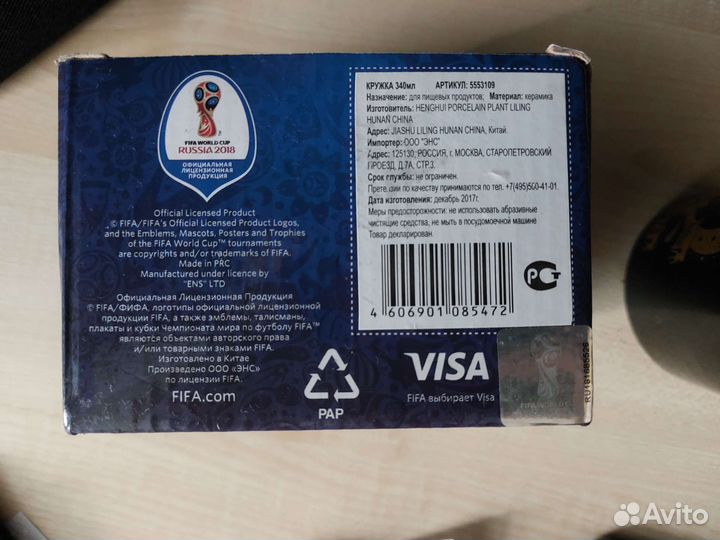 FIFA WORLD CUP
RUSSIA 2018
ОФИЦИАЛЬНАЯ
ЛИЦЕНЗИОННАЯ
ПРОДУКЦИЯ
Official Licensed Product
© FIFA/FIFA's Official Licensed Product Logos,
and the Emblems, Mascots, Posters and Trophies
of the FIFA World Cup™ tournaments
are copyrights and/or trademarks of FIFA.
Made in PRC
Manufactured under licence by
"ENS" LTD
Официальная Лицензионная Продукция
© FIFA/ФИФА, логотипы официальной лицензионной
продукции FIFA, а также эмблемы, талисманы,
плакаты и кубки Чемпионата мира по футболу FIFA™
являются объектами авторского права
и/или товарными знаками FIFA.
Изготовлено в Китае
Произведено ООО «ЭНС»
по лицензии FIFA.
FIFA.com
КРУЖКА 340мл АРТИКУЛ: 5553109
Назначение: для пищевых продуктов; Материал: керамика
Изготовитель: HENGHUI PORCELAIN PLANT LILING
HUNAN CHINA
Адрес: JIASHU LILING HUNAN CHINA, Китай.
Импортер: ООО "ЭНС"
Адрес: 125130, РОССИЯ, г. МОСКВА, СТАРОПЕТРОВСКИЙ
ПРОЕЗД, Д.7А, СТР.3.
Срок службы: не ограничен.
Претензии по качеству принимаются по тел. +7(495)500-41-01.
Дата изготовления: декабрь 2017г.
Меры предосторожности: не использовать абразивные
чистящие средства, не мыть в посудомоечной машине
Товар декларирован
4 606901 085472
РСТ
PAP
VISA
FIFA выбирает Visa
FIFA WORLD C
RU181685526
Avito